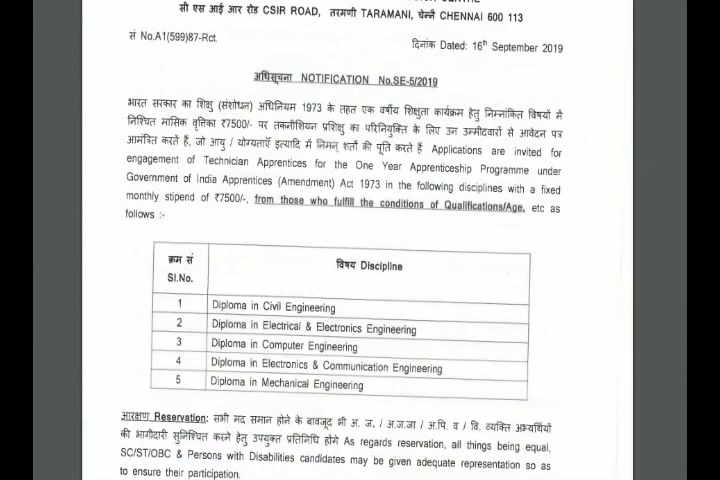 सी एस आई आर रोड CSIR ROAD, तरमणी TARAMANI, चेन्नै CHENNAI 600 113
सं No.A1(599)87-Rct.
दिनांक Dated: 16th September 2019
अधिसूचना NOTIFICATION No.SE-5/2019
भारत सरकार का शिक्षु (संशोधन) अधिनियम 1973 के तहत एक वर्षीय शिक्षुता कार्यक्रम हेतु निम्नांकित विषयों में
निश्चित मासिक वृत्तिका ₹7500/- पर तकनीशियन प्रशिक्षु का परिनियुक्ति के लिए उन उम्मीदवारों से आवेदन पत्र
आमंत्रित करतें हैं, जो आयु / योग्यताएँ इत्यादि में निमन् शर्तों की पूर्ति करते हैं Applications are invited for
engagement of Technician Apprentices for the One Year Apprenticeship Programme under
Government of India Apprentices (Amendment) Act 1973 in the following disciplines with a fixed
monthly stipend of ₹7500/-, from those who fulfill the conditions of Qualifications/Age, etc as
follows :-
क्रम सं
Sl.No.
विषय Discipline
1 Diploma in Civil Engineering
2 Diploma in Electrical & Electronics Engineering
3 Diploma in Computer Engineering
4 Diploma in Electronics & Communication Engineering
5 Diploma in Mechanical Engineering
आरक्षण Reservation: सभी मद समान होने के बावजूद भी अ. ज. / अ.ज.जा / अ.पि. व / वि. व्यक्ति अभ्यर्थियों
की भागीदारी सुनिश्चित करने हेतु उपयुक्त प्रतिनिधि होंगे As regards reservation, all things being equal,
SC/ST/OBC & Persons with Disabilities candidates may be given adequate representation so as
to ensure their participation.